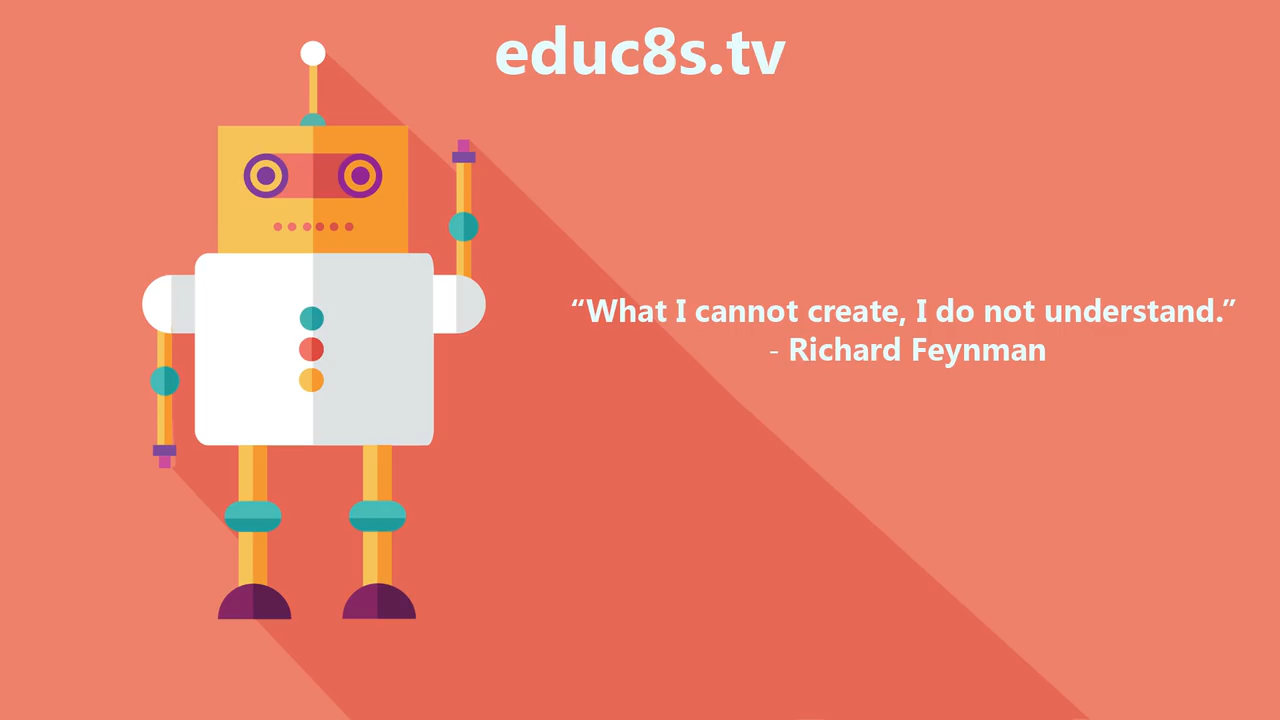 educ8s.tv
“What I cannot create, I do not understand.”
- Richard Feynman